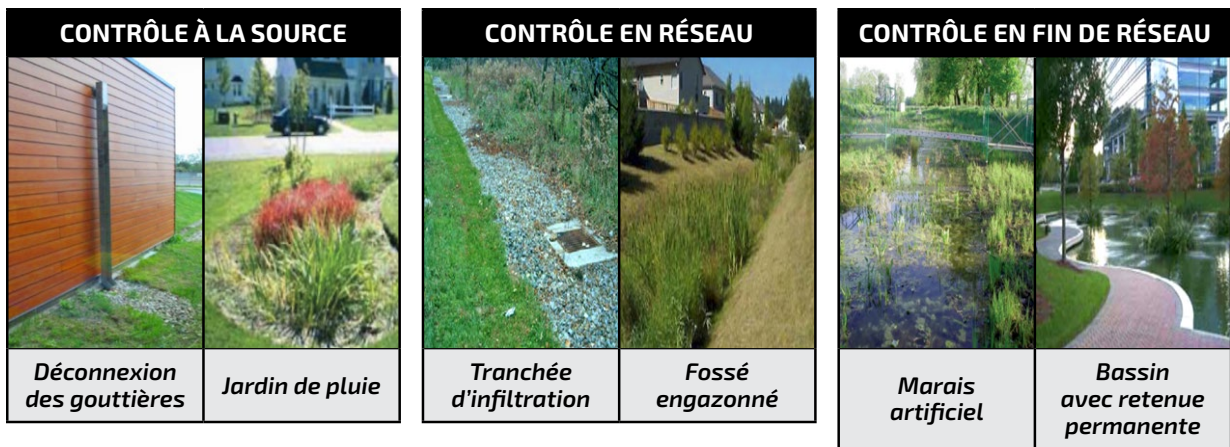 CONTRÔLE À LA SOURCE
Déconnexion
des gouttières
Jardin de pluie
CONTRÔLE EN RÉSEAU
Tranchée
d'infiltration
Fossé
engazonné
CONTRÔLE EN FIN DE RÉSEAU
Marais
artificiel
Bassin
avec retenue
permanente